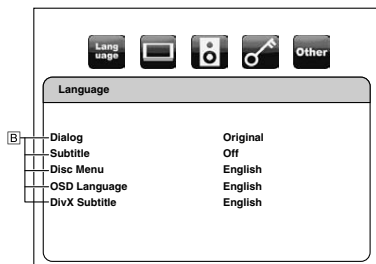 Lang
uage
Other
Language
B
Dialog Original
Subtitle Off
Disc Menu English
OSD Language English
DivX Subtitle English